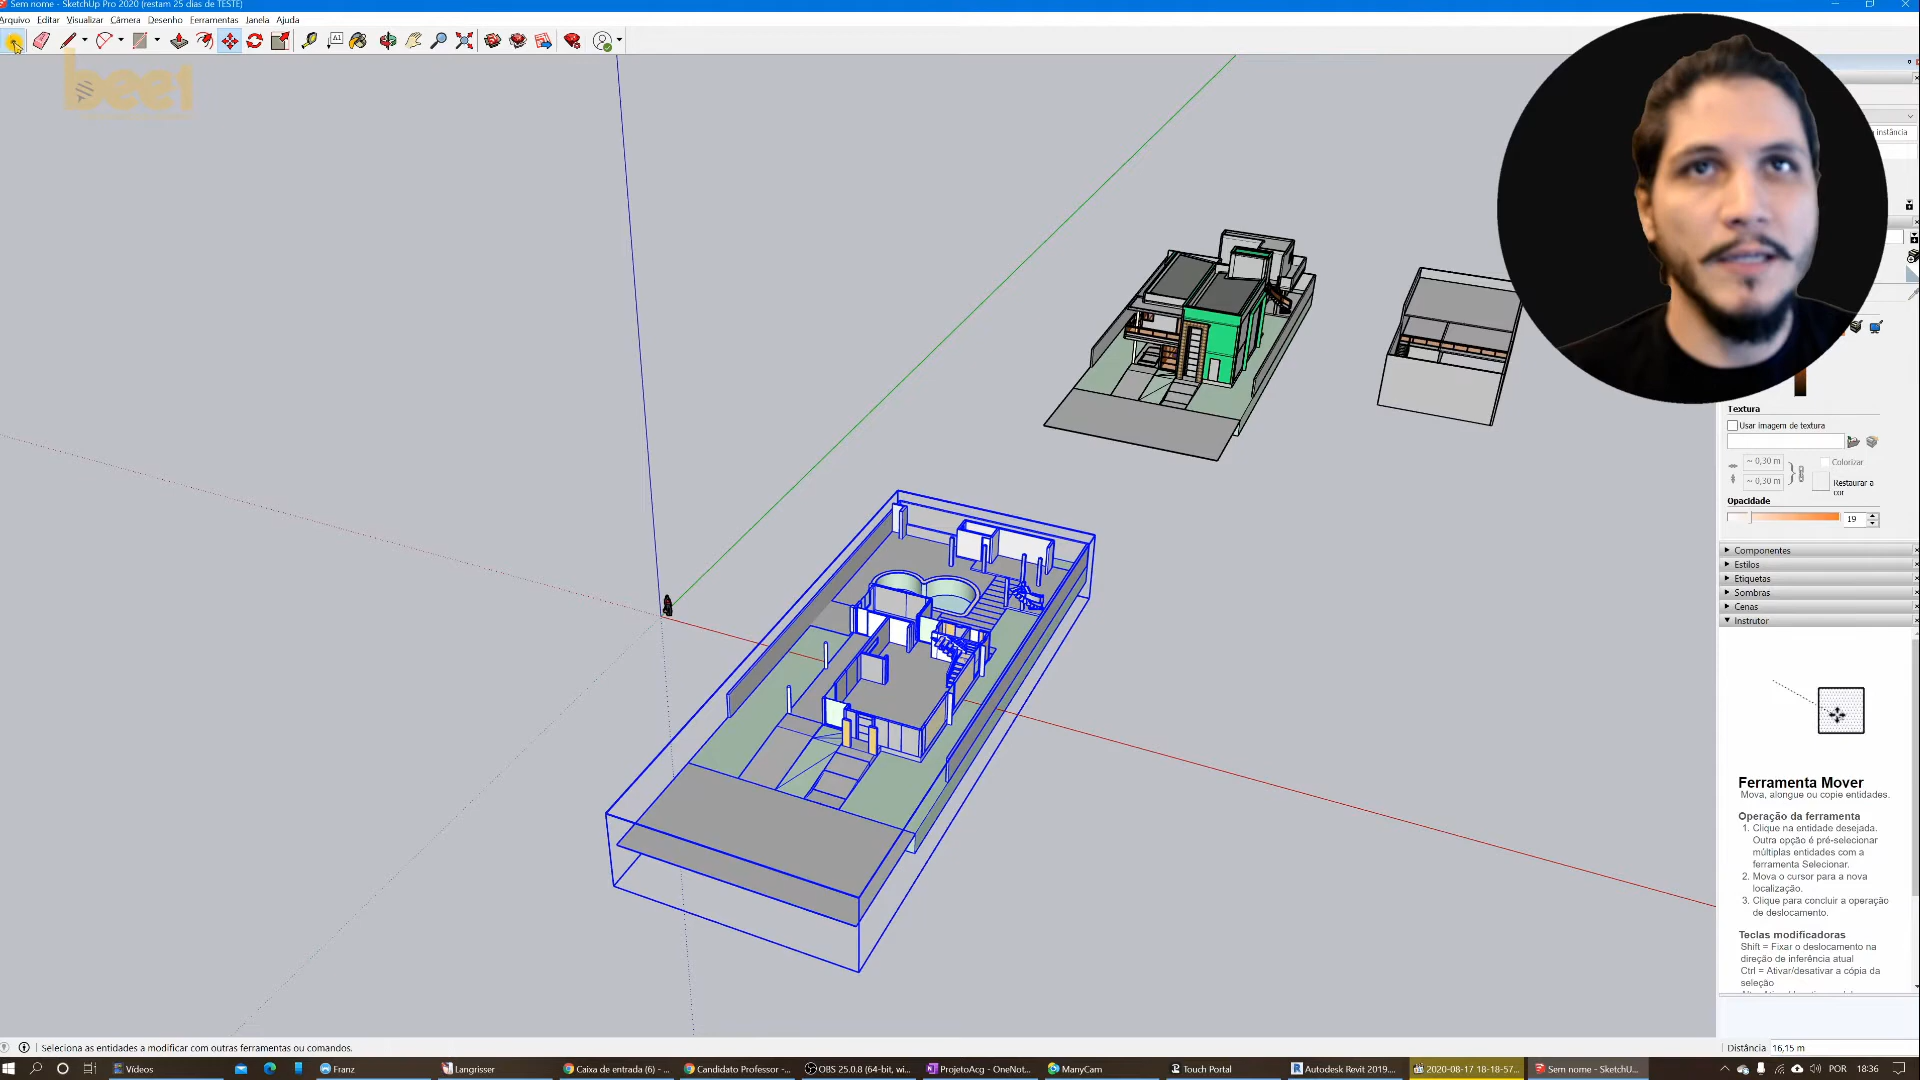 Sem nome - SketchUp Pro 2020 (restam 25 dias de TESTE)
Arquivo Editar Visualizar Câmera Desenho Ferramentas Janela Ajuda
A1
bee1
instância
Textura
Usar imagem de textura
~ 0,30 m Colorizar
~ 0,30 m Restaurar a cor
Opacidade
19
Componentes
Estilos
Etiquetas
Sombras
Cenas
Instrutor
Ferramenta Mover
Mova, alongue ou copie entidades.
Operação da ferramenta
1. Clique na entidade desejada.
Outra opção é pré-selecionar
múltiplas entidades com a
ferramenta Selecionar.
2. Mova o cursor para a nova
localização.
3. Clique para concluir a operação
de deslocamento.
Teclas modificadoras
Shift = Fixar o deslocamento na
direção de inferência atual
Ctrl = Ativar/desativar a cópia da
seleção
Seleciona as entidades a modificar com outras ferramentas ou comandos.
Distância 16,15 m
Vídeos Franz Langrisser Caixa de entrada (6) - ... Candidato Professor -... OBS 25.0.8 (64-bit, wi... ProjetoAcg - OneNot... ManyCam Touch Portal Autodesk Revit 2019... 2020-08-17 18-18-57... Sem nome - SketchU... POR 18:36